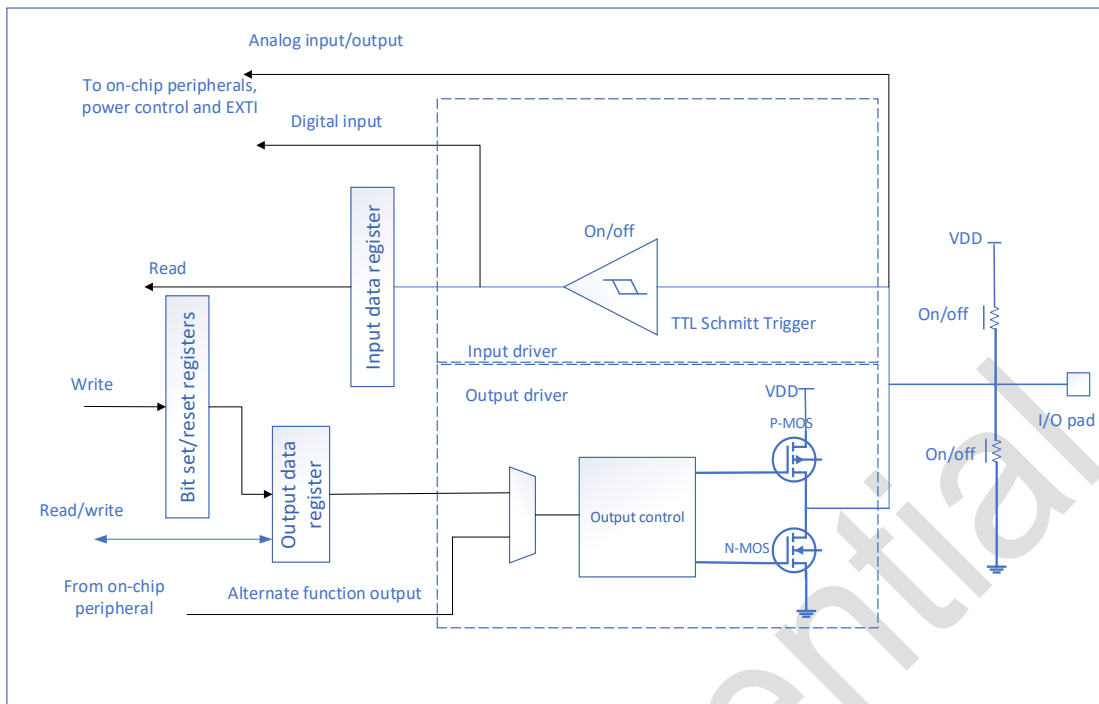 Analog input/output
To on-chip peripherals,
power control and EXTI
Digital input
On/off
Input data register
Read
TTL Schmitt Trigger
Input driver
VDD
On/off
I/O pad
On/off
Write
Bit set/reset registers
Output driver
VDD
P-MOS
Output data
register
Output control
N-MOS
Read/write
From on-chip
peripheral
Alternate function output
ential